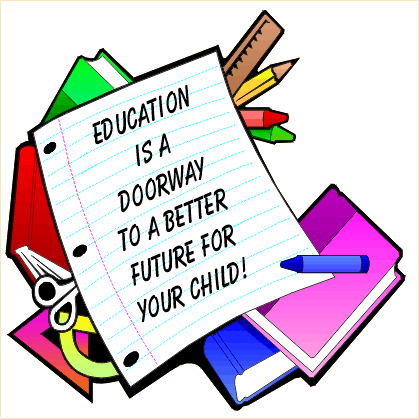 EDUCATION
IS A
DOORWAY
TO A BETTER
FUTURE FOR
YOUR CHILD!